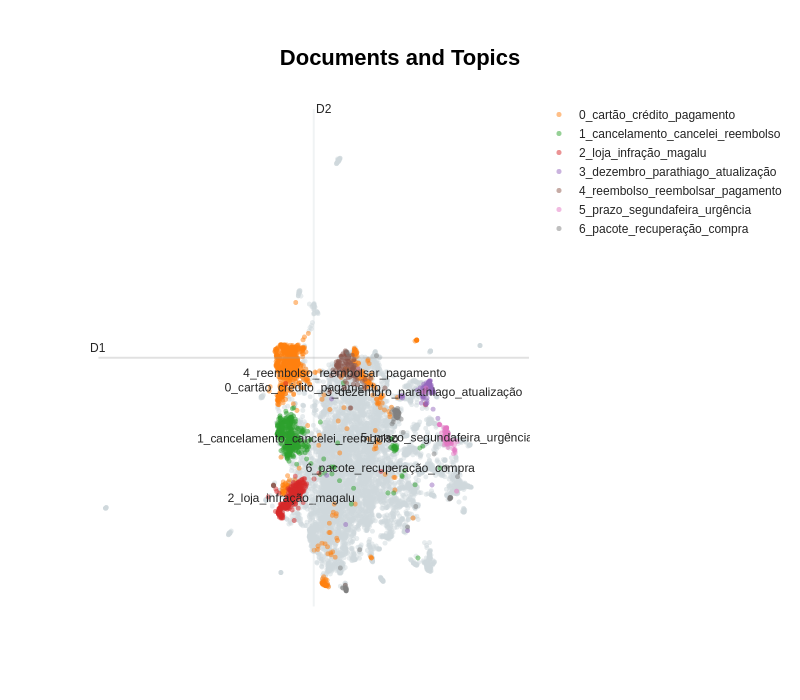 Documents and Topics
D2
D1
0_cartão_crédito_pagamento
1_cancelamento_cancelei_reembolso
2_loja_infração_magalu
3_dezembro_parathiago_atualização
4_reembolso_reembolsar_pagamento
5_prazo_segundafeira_urgência
6_pacote_recuperação_compra
4_reembolso_reembolsar_pagamento
0_cartão_crédito_pagamento
3_dezembro_parathiago_atualização
1_cancelamento_cancelei_reembolso
5_prazo_segundafeira_urgência
6_pacote_recuperação_compra
2_loja_infração_magalu